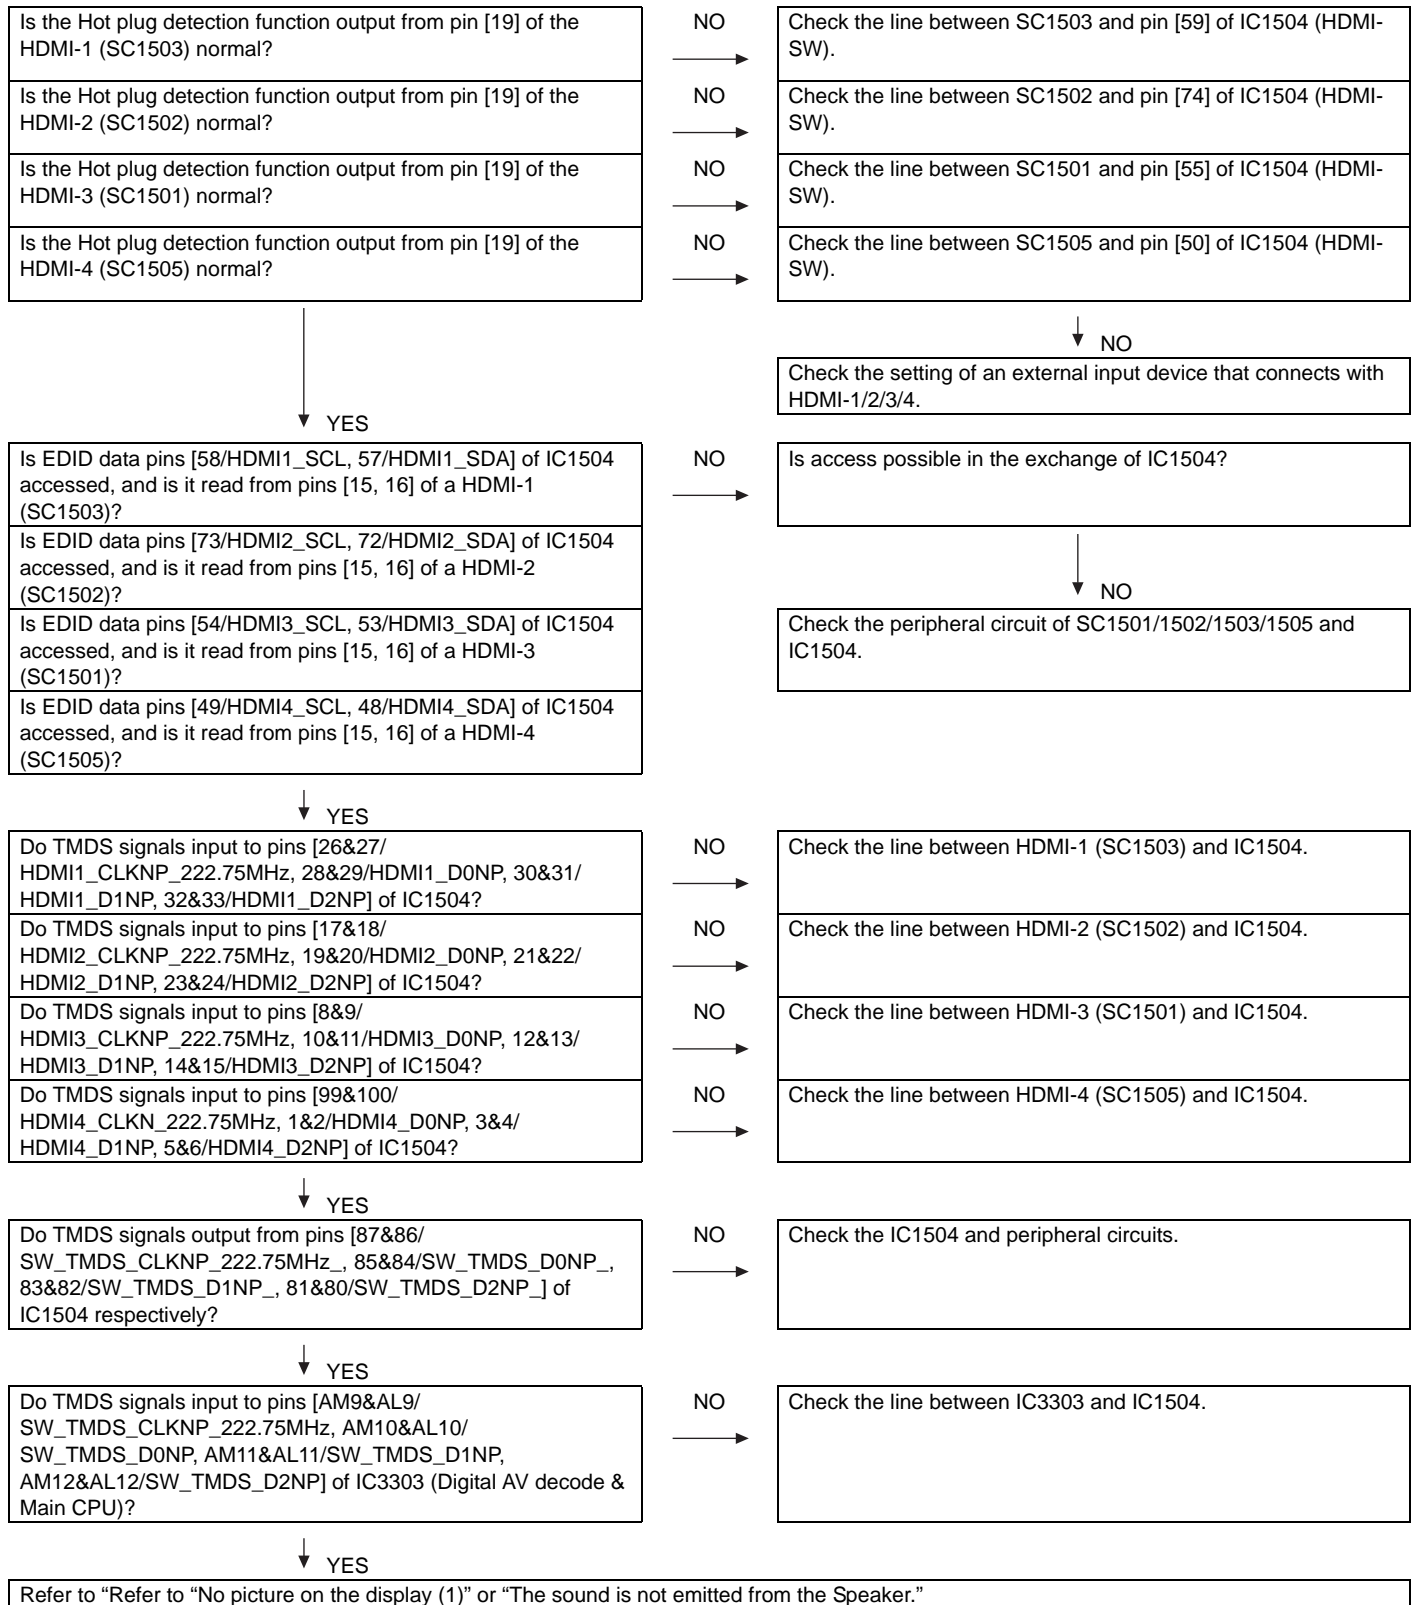 Is the Hot plug detection function output from pin [19] of the
HDMI-1 (SC1503) normal?
NO
Check the line between SC1503 and pin [59] of IC1504 (HDMI-
SW).
Is the Hot plug detection function output from pin [19] of the
HDMI-2 (SC1502) normal?
NO
Check the line between SC1502 and pin [74] of IC1504 (HDMI-
SW).
Is the Hot plug detection function output from pin [19] of the
HDMI-3 (SC1501) normal?
NO
Check the line between SC1501 and pin [55] of IC1504 (HDMI-
SW).
Is the Hot plug detection function output from pin [19] of the
HDMI-4 (SC1505) normal?
NO
Check the line between SC1505 and pin [50] of IC1504 (HDMI-
SW).
NO
Check the setting of an external input device that connects with
HDMI-1/2/3/4.
YES
Is EDID data pins [58/HDMI1_SCL, 57/HDMI1_SDA] of IC1504
accessed, and is it read from pins [15, 16] of a HDMI-1
(SC1503)?
NO
Is access possible in the exchange of IC1504?
Is EDID data pins [73/HDMI2_SCL, 72/HDMI2_SDA] of IC1504
accessed, and is it read from pins [15, 16] of a HDMI-2
(SC1502)?
NO
Is EDID data pins [54/HDMI3_SCL, 53/HDMI3_SDA] of IC1504
accessed, and is it read from pins [15, 16] of a HDMI-3
(SC1501)?
Check the peripheral circuit of SC1501/1502/1503/1505 and
IC1504.
Is EDID data pins [49/HDMI4_SCL, 48/HDMI4_SDA] of IC1504
accessed, and is it read from pins [15, 16] of a HDMI-4
(SC1505)?
YES
Do TMDS signals input to pins [26&27/
HDMI1_CLKNP_222.75MHz, 28&29/HDMI1_D0NP, 30&31/
HDMI1_D1NP, 32&33/HDMI1_D2NP] of IC1504?
NO
Check the line between HDMI-1 (SC1503) and IC1504.
Do TMDS signals input to pins [17&18/
HDMI2_CLKNP_222.75MHz, 19&20/HDMI2_D0NP, 21&22/
HDMI2_D1NP, 23&24/HDMI2_D2NP] of IC1504?
NO
Check the line between HDMI-2 (SC1502) and IC1504.
Do TMDS signals input to pins [8&9/
HDMI3_CLKNP_222.75MHz, 10&11/HDMI3_D0NP, 12&13/
HDMI3_D1NP, 14&15/HDMI3_D2NP] of IC1504?
NO
Check the line between HDMI-3 (SC1501) and IC1504.
Do TMDS signals input to pins [99&100/
HDMI4_CLKN_222.75MHz, 1&2/HDMI4_D0NP, 3&4/
HDMI4_D1NP, 5&6/HDMI4_D2NP] of IC1504?
NO
Check the line between HDMI-4 (SC1505) and IC1504.
YES
Do TMDS signals output from pins [87&86/
SW_TMDS_CLKNP_222.75MHz_, 85&84/SW_TMDS_D0NP_,
83&82/SW_TMDS_D1NP_, 81&80/SW_TMDS_D2NP_] of
IC1504 respectively?
NO
Check the IC1504 and peripheral circuits.
YES
Do TMDS signals input to pins [AM9&AL9/
SW_TMDS_CLKNP_222.75MHz, AM10&AL10/
SW_TMDS_D0NP, AM11&AL11/SW_TMDS_D1NP,
AM12&AL12/SW_TMDS_D2NP] of IC3303 (Digital AV decode &
Main CPU)?
NO
Check the line between IC3303 and IC1504.
YES
Refer to “Refer to “No picture on the display (1)” or “The sound is not emitted from the Speaker.”